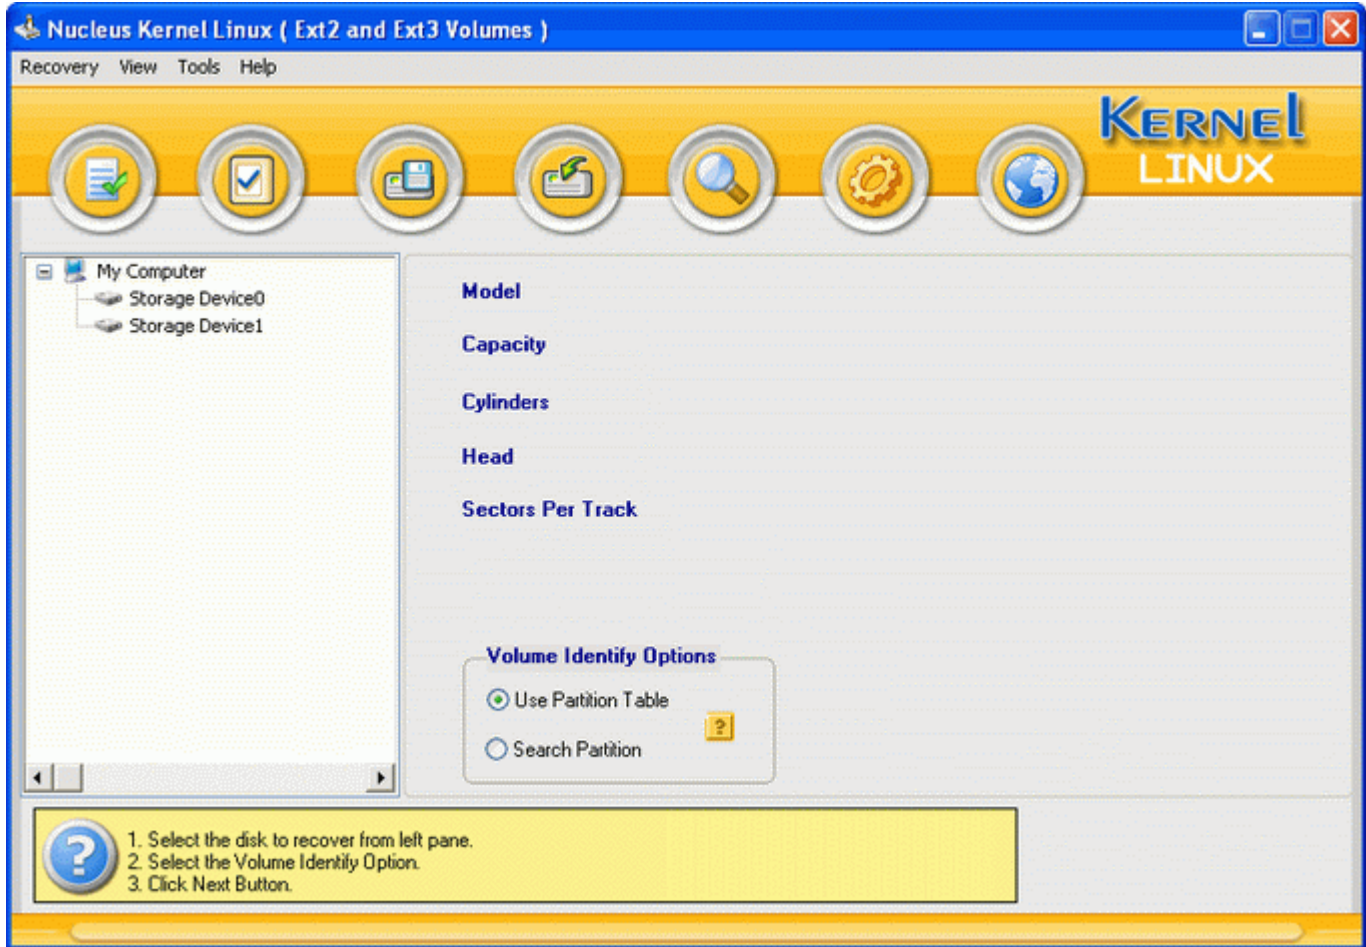 Nucleus Kernel Linux ( Ext2 and Ext3 Volumes )
Recovery View Tools Help
KERNEl
LINUX
My Computer
Storage Device0
Storage Device1
Model
Capacity
Cylinders
Head
Sectors Per Track
Volume Identify Options
Use Partition Table
?
Search Partition
?
1. Select the disk to recover from left pane.
2. Select the Volume Identify Option.
3. Click Next Button.